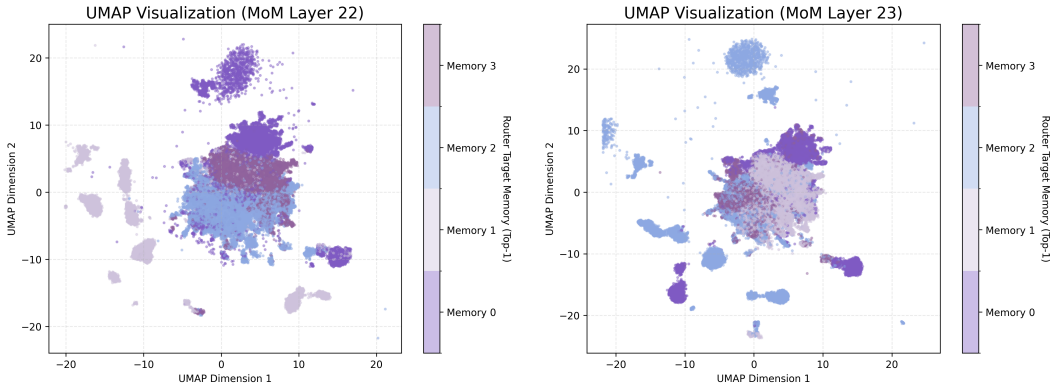 UMAP Visualization (MoM Layer 22)
20
10
0
−10
−20
UMAP Dimension 2
−20
−10
0
10
20
UMAP Dimension 1
Memory 3
Memory 2
Memory 1
Memory 0
Router Target Memory (Top-1)
UMAP Visualization (MoM Layer 23)
20
10
0
−10
−20
UMAP Dimension 2
−20
−10
0
10
20
UMAP Dimension 1
Memory 3
Memory 2
Memory 1
Memory 0
Router Target Memory (Top-1)